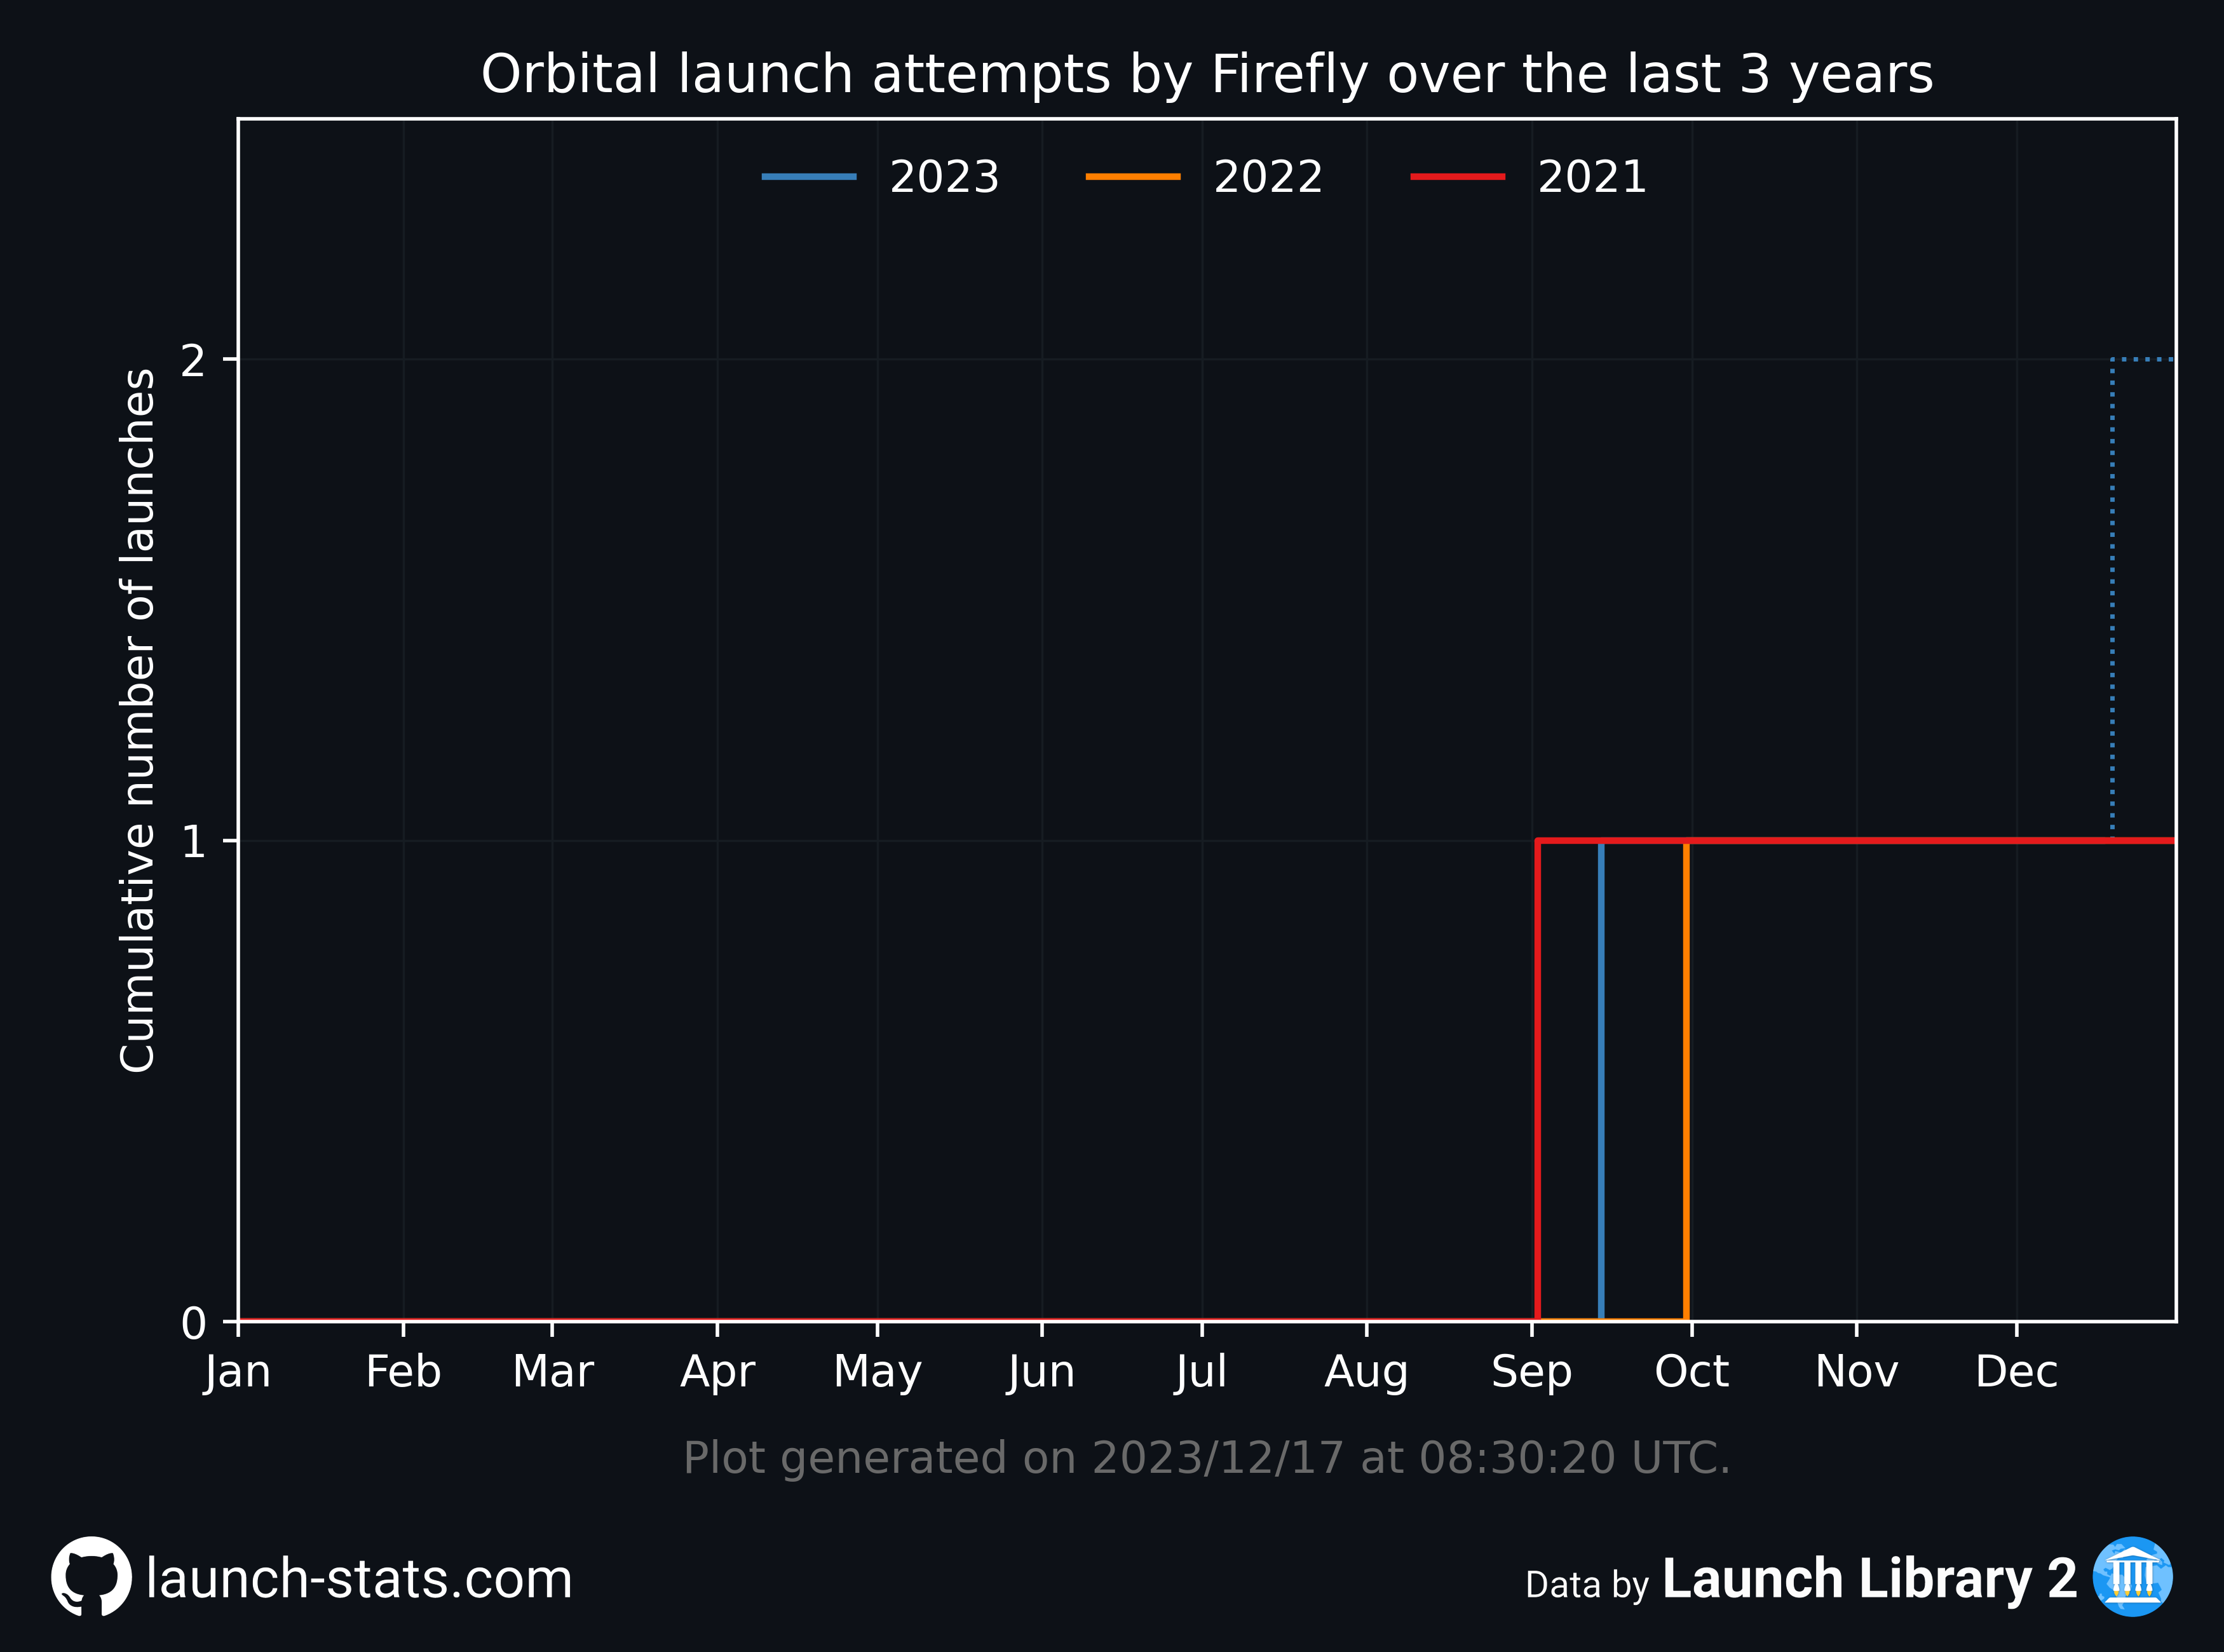 Orbital launch attempts by Firefly over the last 3 years
2023 2022 2021
Cumulative number of launches
2
1
0
Jan Feb Mar Apr May Jun Jul Aug Sep Oct Nov Dec
Plot generated on 2023/12/17 at 08:30:20 UTC.
launch-stats.com
Data by Launch Library 2